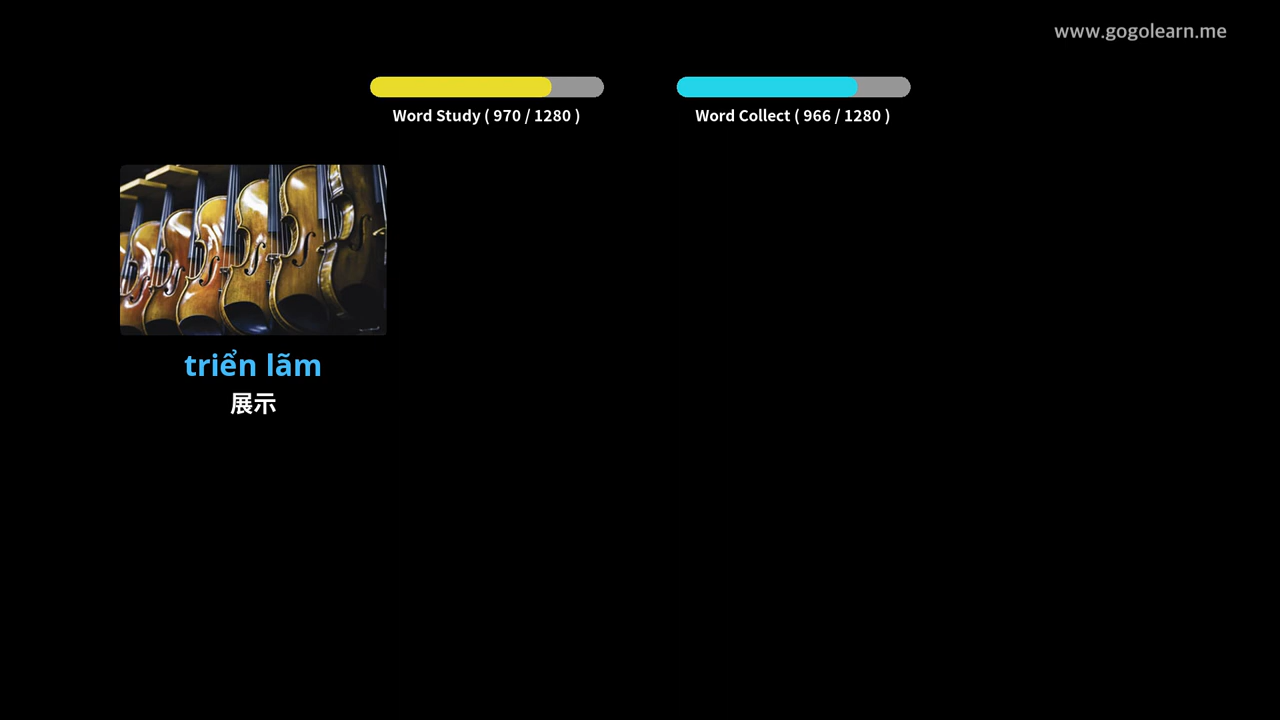 www.gogolearn.me
Word Study ( 970 / 1280 )
Word Collect ( 966 / 1280 )
triển lãm
展示